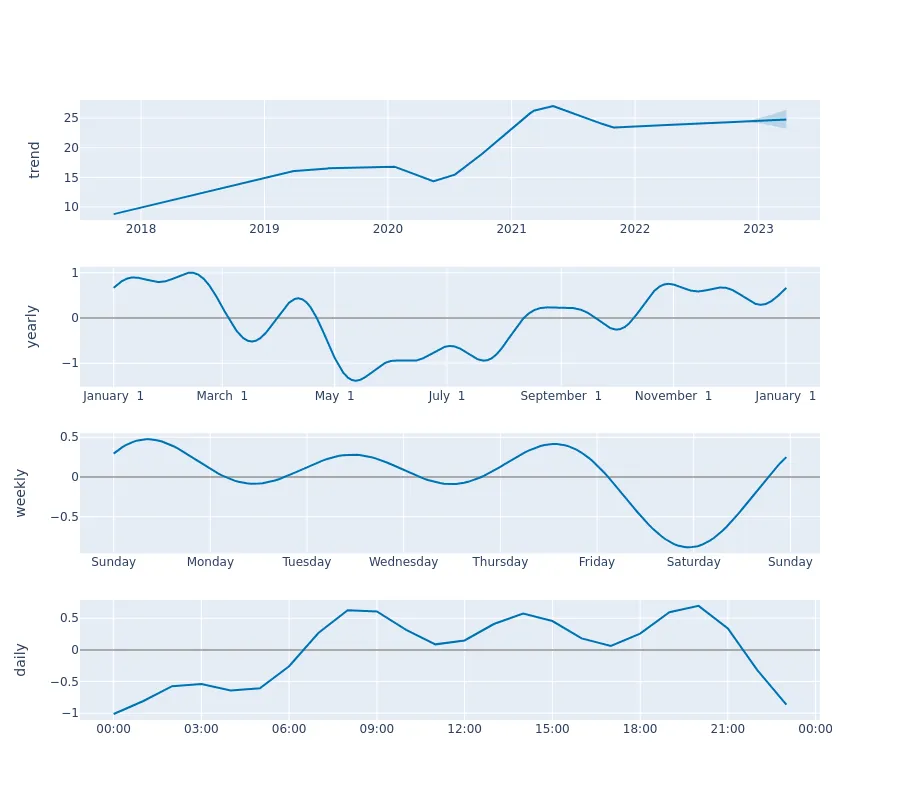 trend
25
20
15
10
2018 2019 2020 2021 2022 2023
yearly
1
0
−1
January 1 March 1 May 1 July 1 September 1 November 1 January 1
weekly
0.5
0
−0.5
Sunday Monday Tuesday Wednesday Thursday Friday Saturday Sunday
daily
0.5
0
−0.5
−1
00:00 03:00 06:00 09:00 12:00 15:00 18:00 21:00 00:00